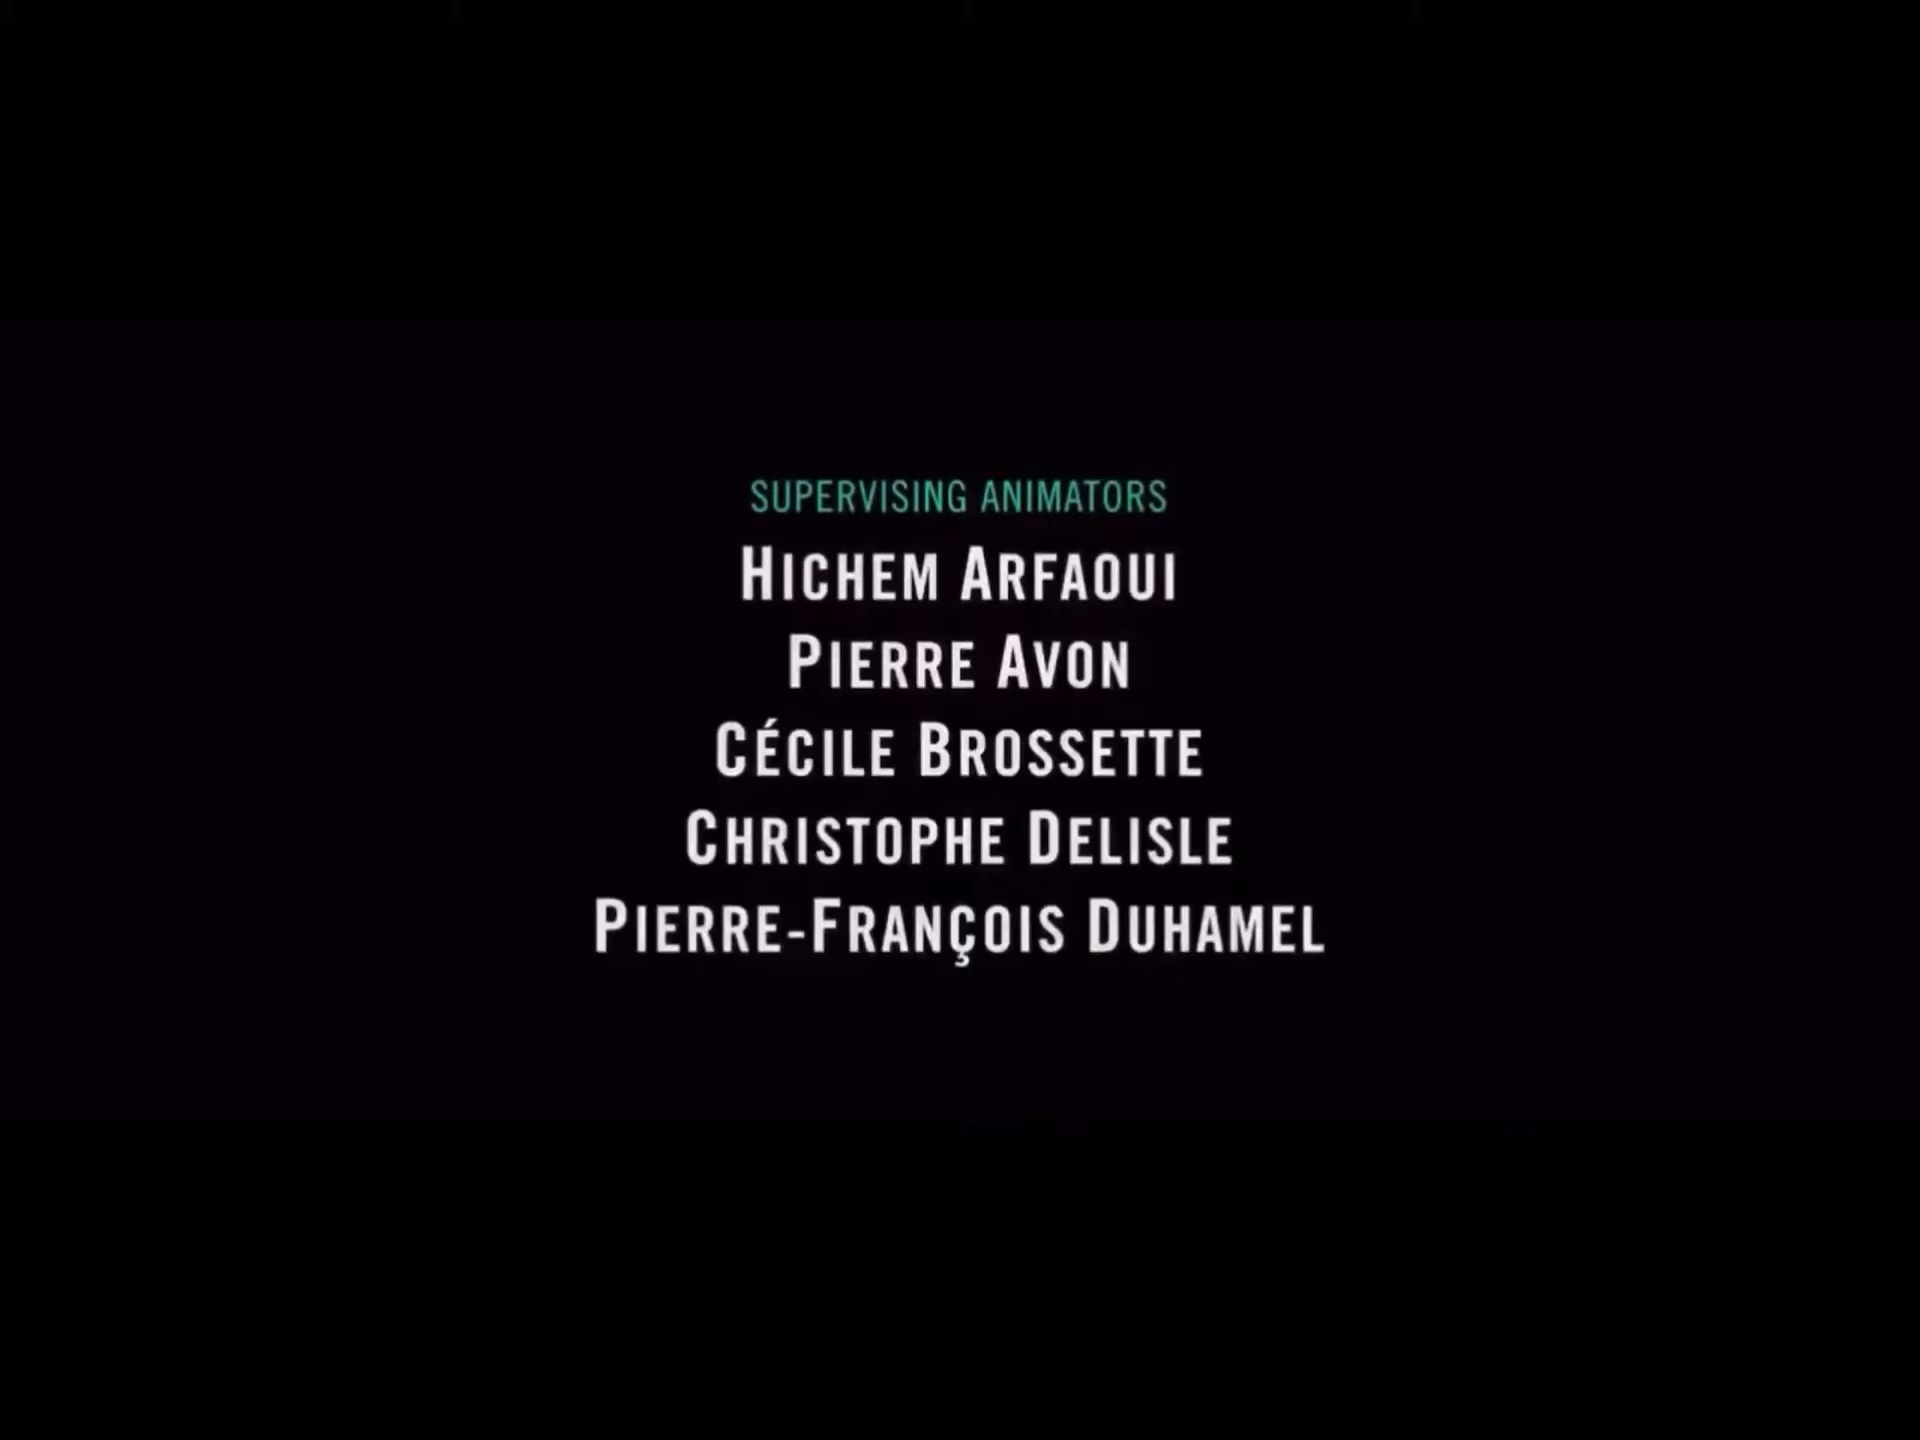 SUPERVISING ANIMATORS
HICHEM ARFAOUI
PIERRE AVON
CÉCILE BROSSETTE
CHRISTOPHE DELISLE
PIERRE-FRANÇOIS DUHAMEL